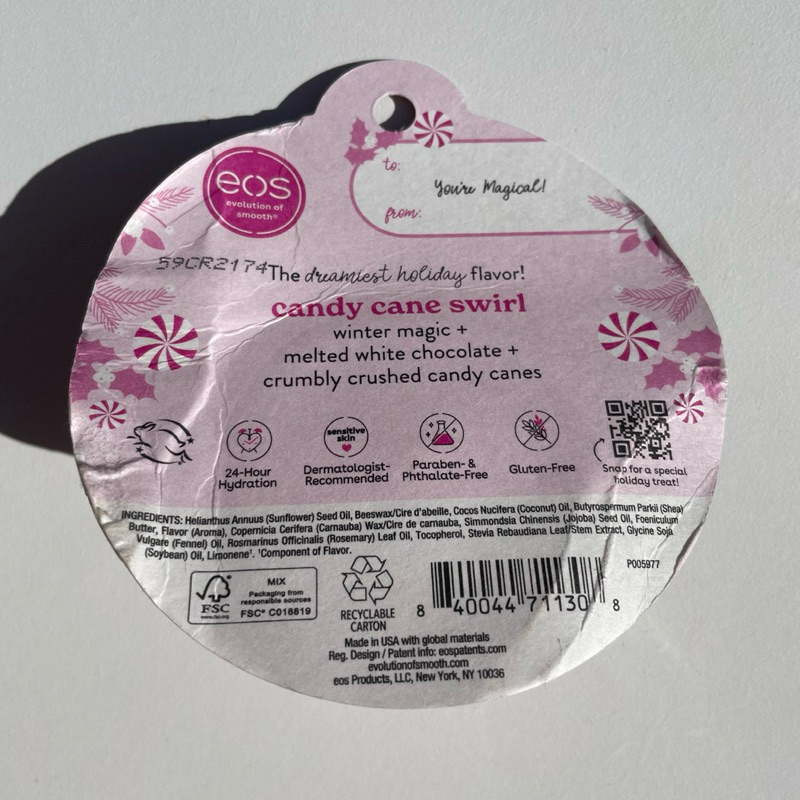 eos
evolution of
smooth®
to:
You're Magical!
from:
59CR2174
The dreamiest holiday flavor!
candy cane swirl
winter magic +
melted white chocolate +
crumbly crushed candy canes
24-Hour
Hydration
sensitive
skin
Dermatologist-
Recommended
Paraben- &
Phthalate-Free
Gluten-Free
Snap for a special
holiday treat!
INGREDIENTS: Helianthus Annuus (Sunflower) Seed Oil, Beeswax/Cire d'abeille, Cocos Nucifera (Coconut) Oil, Butyrospermum Parkii (Shea)
Butter, Flavor (Aroma), Copernicia Cerifera (Carnauba) Wax/Cire de carnauba, Simmondsia Chinensis (Jojoba) Seed Oil, Foeniculum
Vulgare (Fennel) Oil, Rosmarinus Officinalis (Rosemary) Leaf Oil, Tocopherol, Stevia Rebaudiana Leaf/Stem Extract, Glycine Soja
(Soybean) Oil, Limonene¹. ¹Component of Flavor.
P005977
FSC
www.fsc.org
MIX
Packaging from
responsible sources
FSC® C016819
RECYCLABLE
CARTON
8 40044 71130 8
Made in USA with global materials
Reg. Design / Patent info: eospatents.com
evolutionofsmooth.com
eos Products, LLC, New York, NY 10036